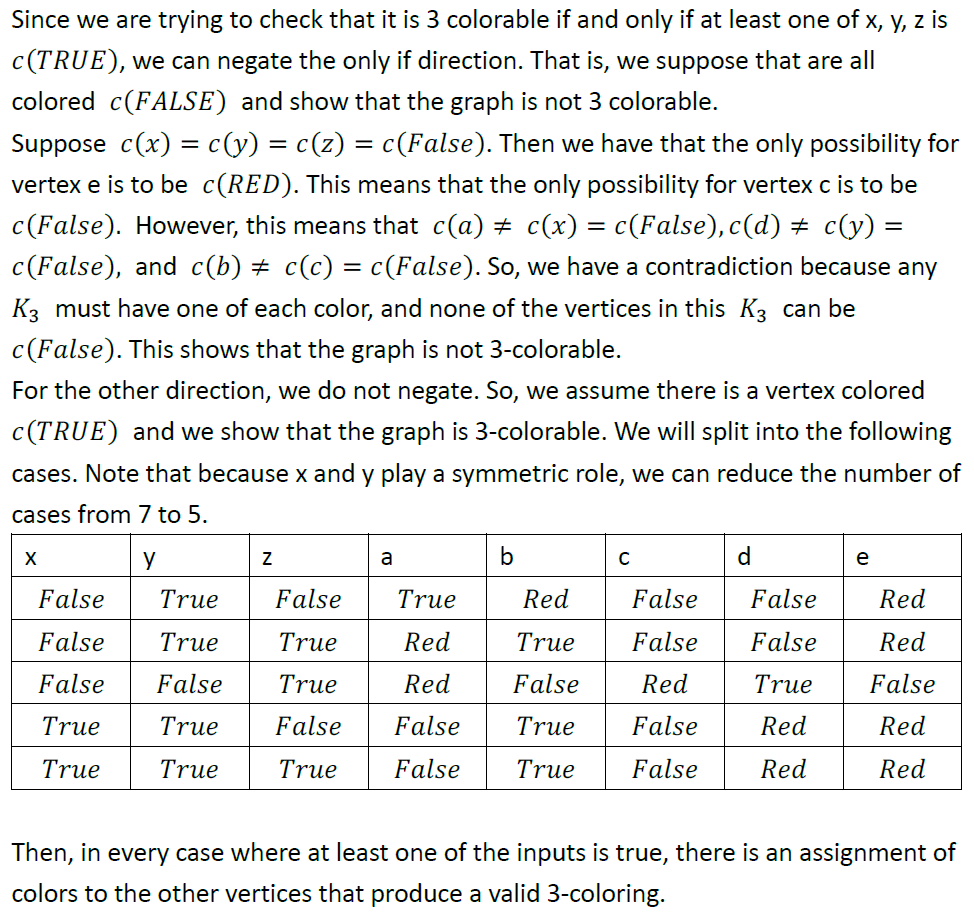 Since we are trying to check that it is 3 colorable if and only if at least one of x, y, z is
c(TRUE), we can negate the only if direction. That is, we suppose that are all
colored c(FALSE) and show that the graph is not 3 colorable.
Suppose c(x) = c(y) = c(z) = c(False). Then we have that the only possibility for
vertex e is to be c(RED). This means that the only possibility for vertex c is to be
c(False). However, this means that c(a) ≠ c(x) = c(False), c(d) ≠ c(y) =
c(False), and c(b) ≠ c(c) = c(False). So, we have a contradiction because any
K₃ must have one of each color, and none of the vertices in this K₃ can be
c(False). This shows that the graph is not 3-colorable.
For the other direction, we do not negate. So, we assume there is a vertex colored
c(TRUE) and we show that the graph is 3-colorable. We will split into the following
cases. Note that because x and y play a symmetric role, we can reduce the number of
cases from 7 to 5.
x y z a b c d e
False True False True Red False False Red
False True True Red True False False Red
False False True Red False Red True False
True True False False True False Red Red
True True True False True False Red Red
Then, in every case where at least one of the inputs is true, there is an assignment of
colors to the other vertices that produce a valid 3-coloring.